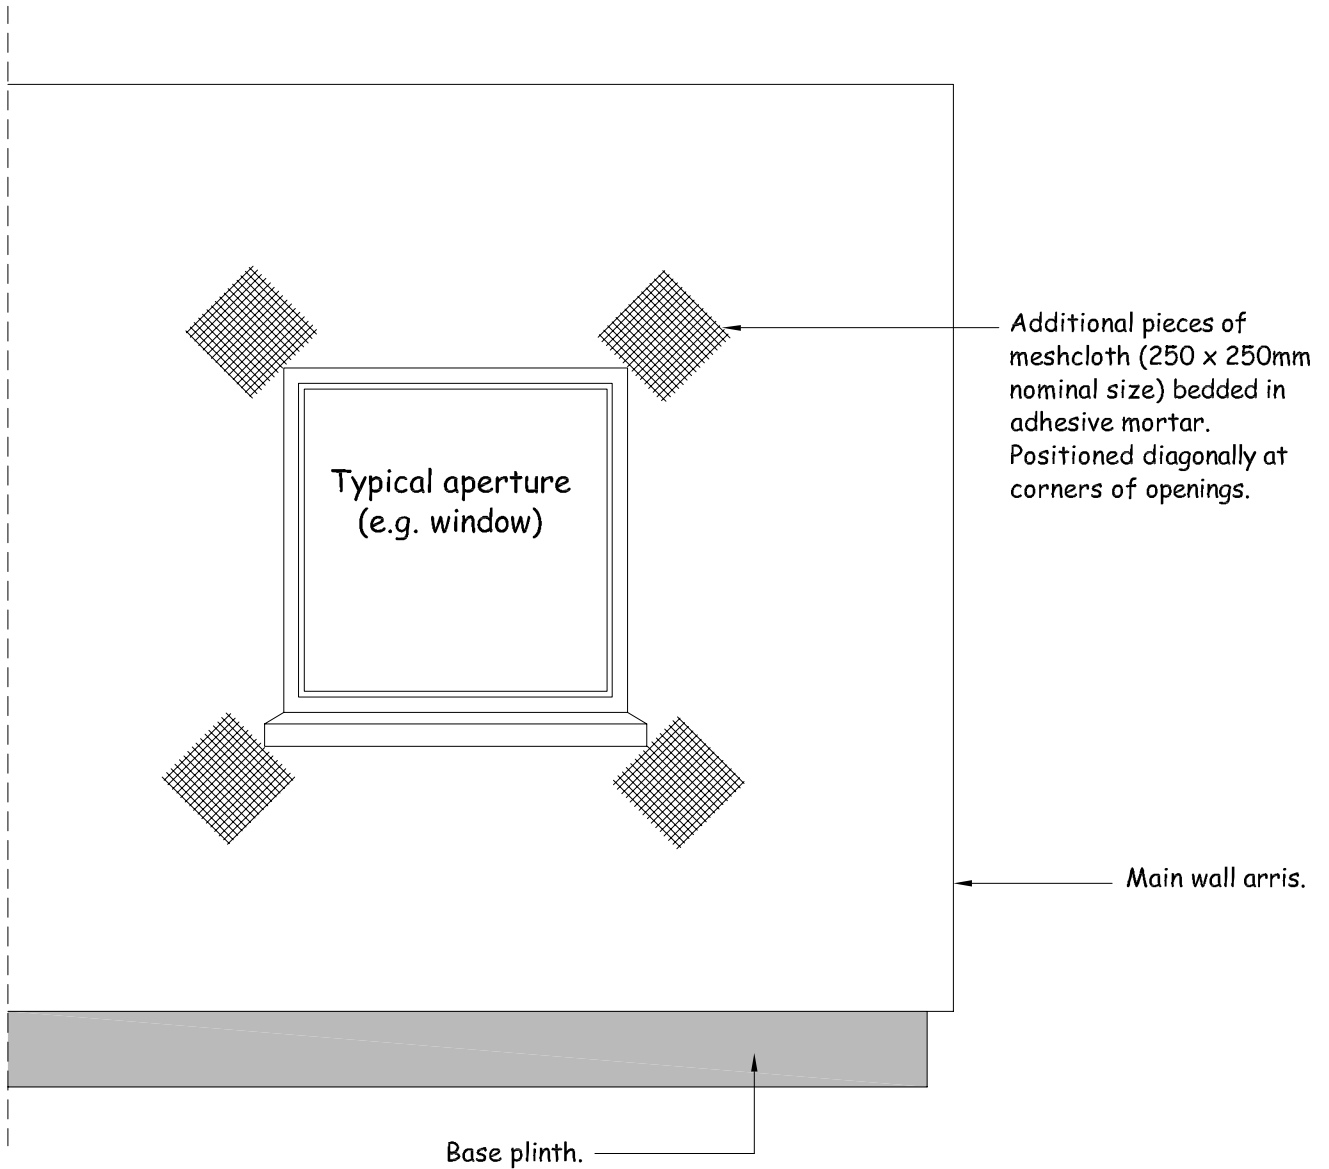 Additional pieces of
meshcloth (250 x 250mm
nominal size) bedded in
adhesive mortar.
Positioned diagonally at
corners of openings.
Typical aperture
(e.g. window)
Main wall arris.
Base plinth.